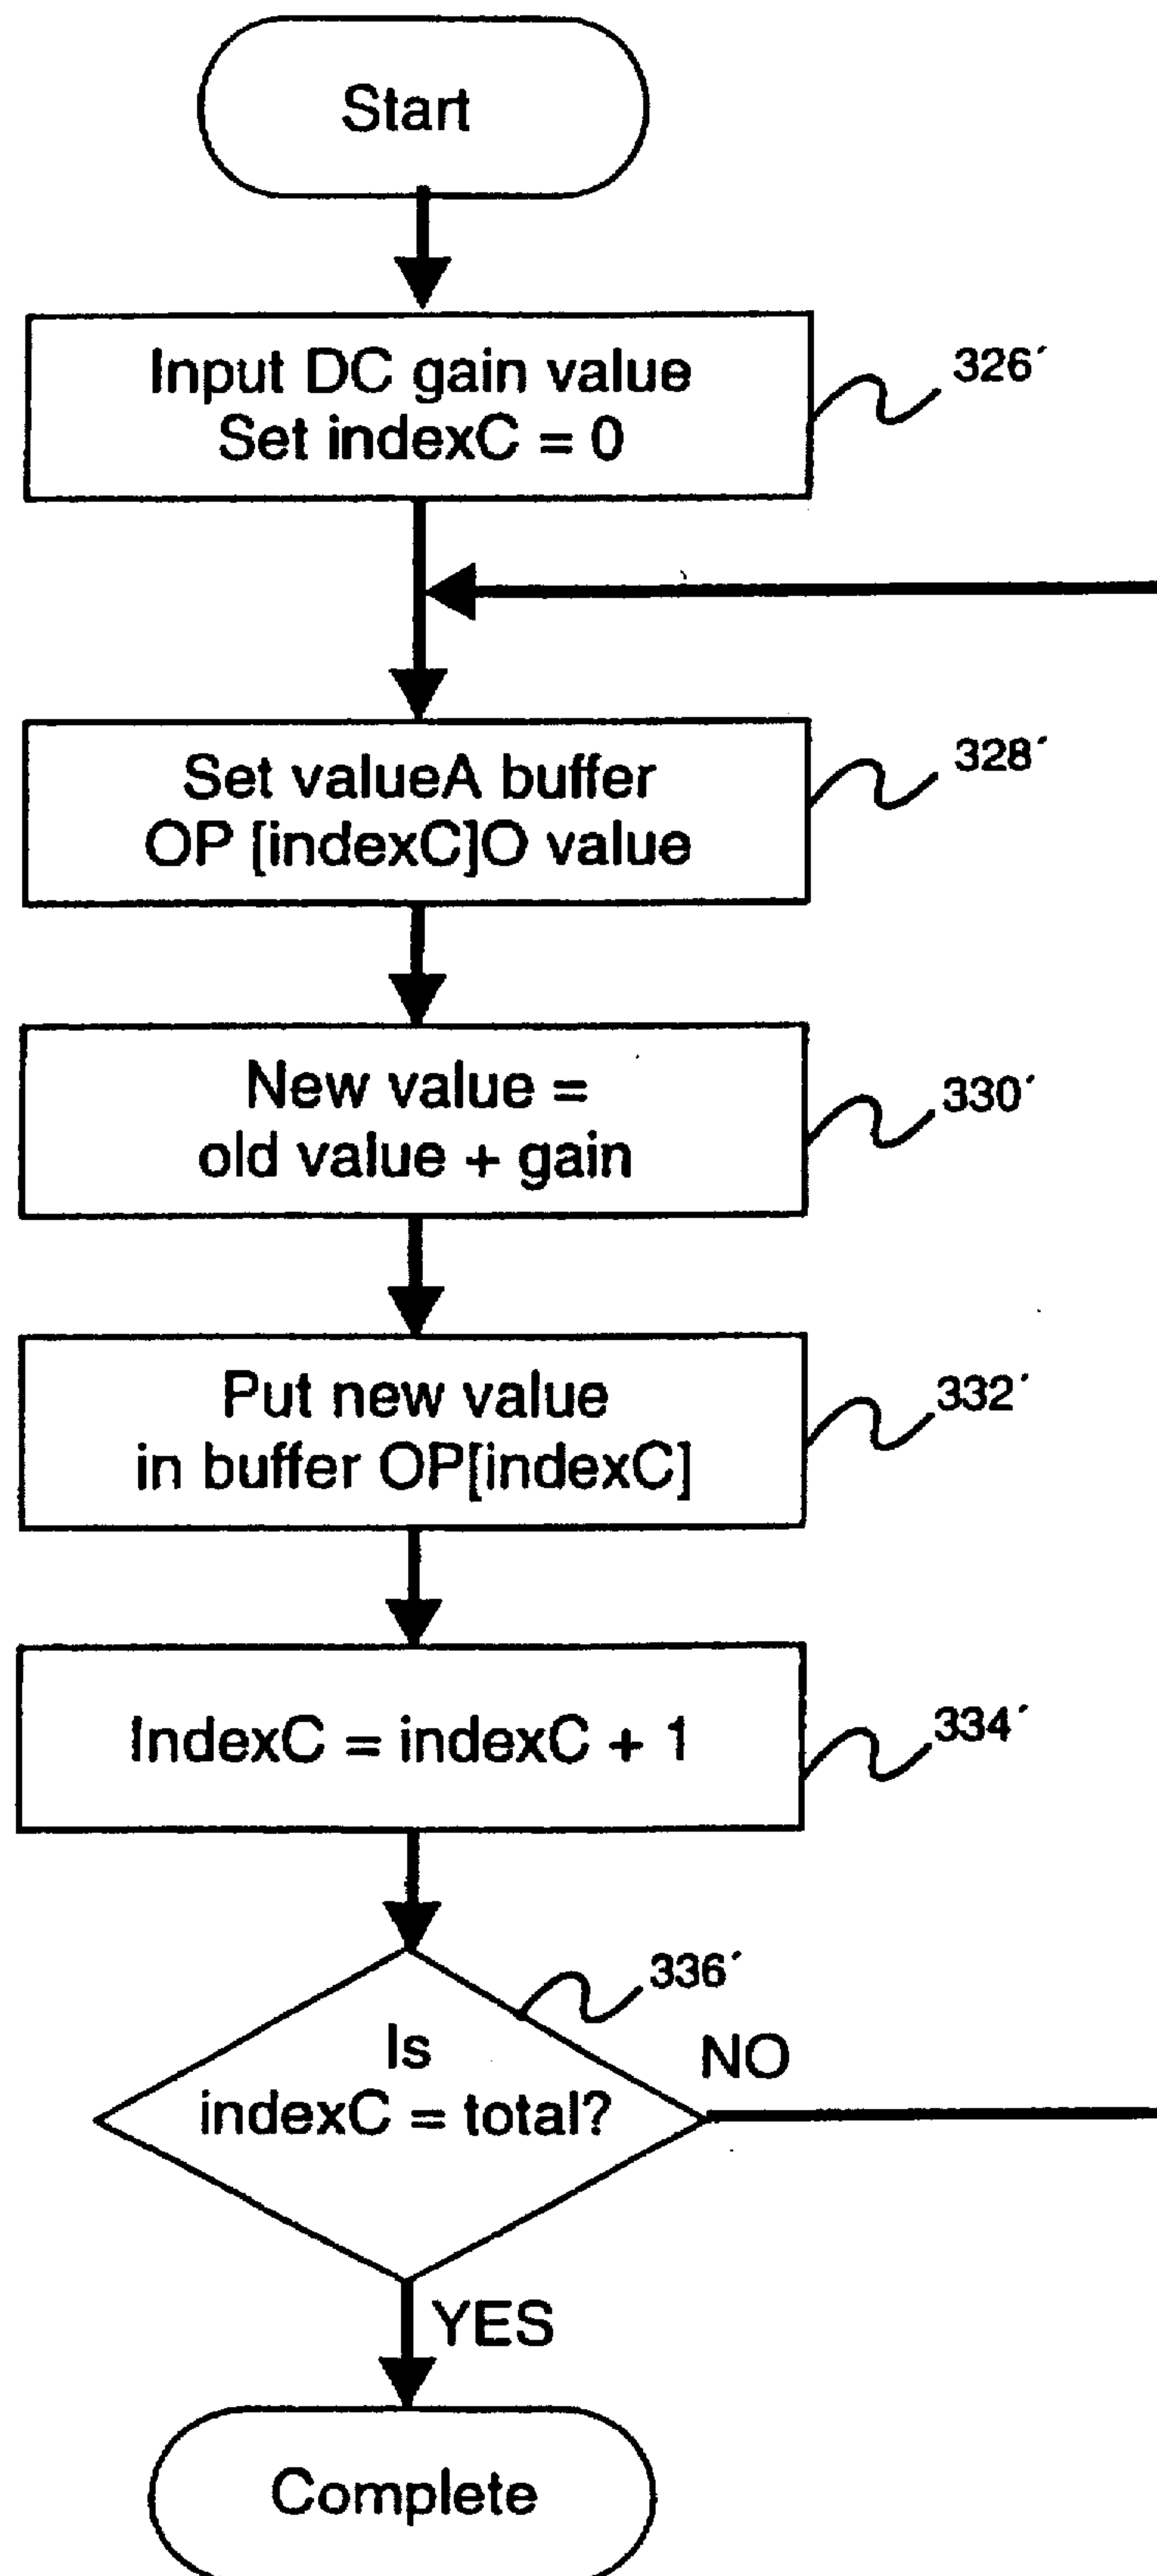 Start
Input DC gain value
Set indexC = 0
326´
Set valueA buffer
OP [indexC]O value
328´
New value =
old value + gain
330´
Put new value
in buffer OP[indexC]
332´
IndexC = indexC + 1
334´
336´
Is
indexC = total?
NO
YES
Complete